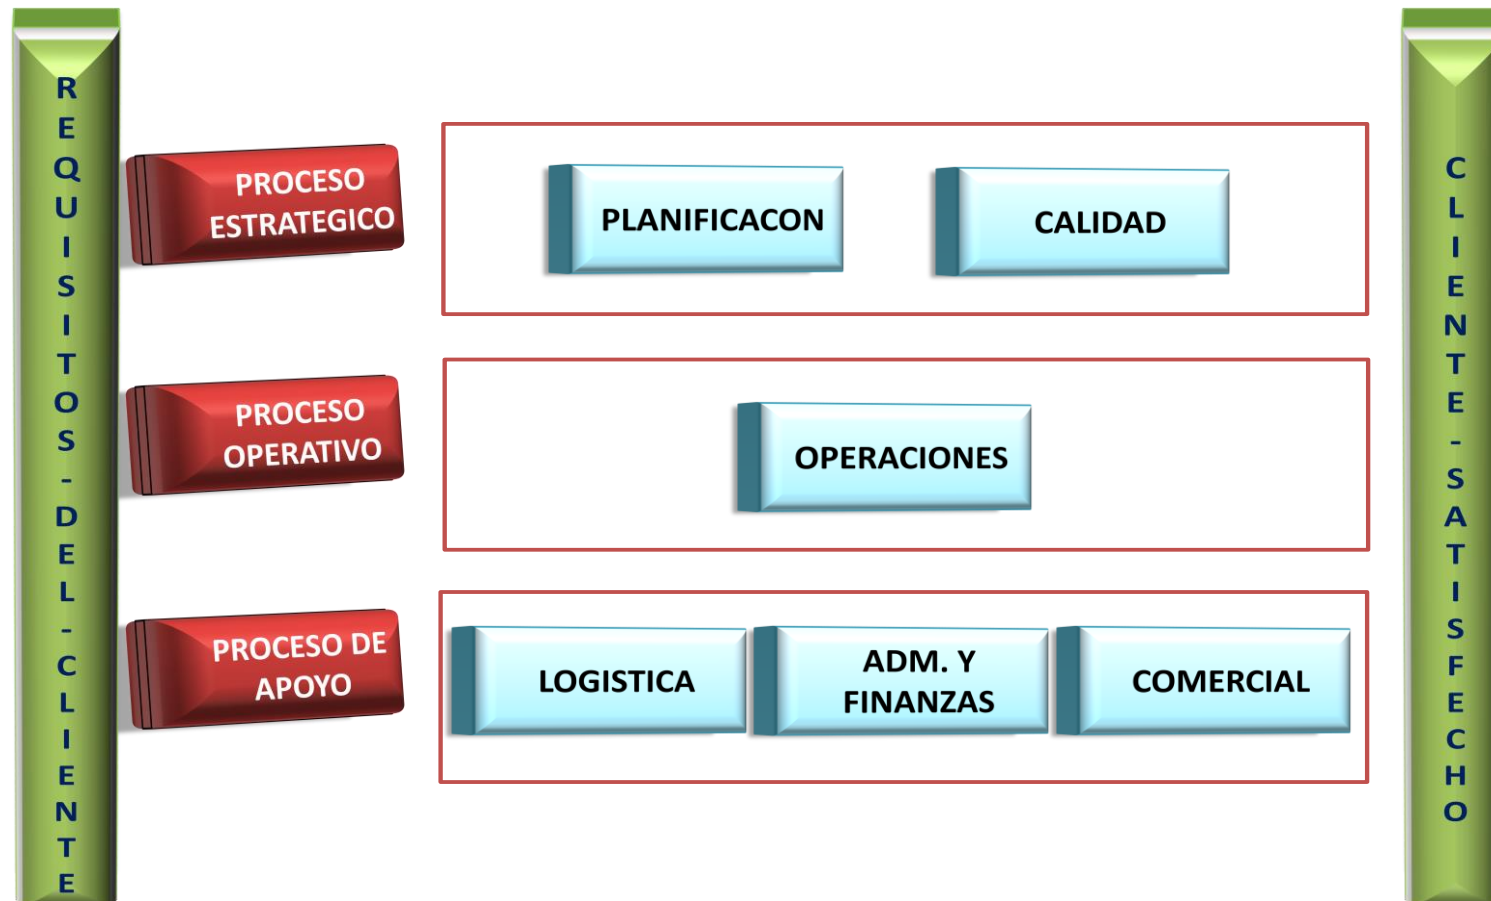 REQUISITOS-DEL-CLIENTE
PROCESO
ESTRATEGICO
PLANIFICACON
CALIDAD
PROCESO
OPERATIVO
OPERACIONES
PROCESO DE
APOYO
LOGISTICA
ADM. Y
FINANZAS
COMERCIAL
CLIENTE-SATISFECHO